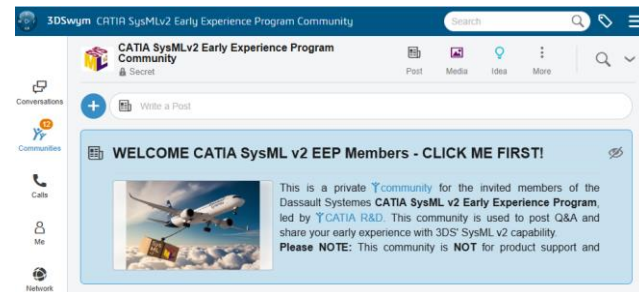 3DSwym CATIA SysMLv2 Early Experience Program Community
Search
CATIA SysMLv2 Early Experience Program
Community
Secret
Post
Media
Idea
More
Conversations
12
Communities
Calls
Me
Network
Write a Post
WELCOME CATIA SysML v2 EEP Members - CLICK ME FIRST!
This is a private community for the invited members of the
Dassault Systemes CATIA SysML v2 Early Experience Program,
led by CATIA R&D. This community is used to post Q&A and
share your early experience with 3DS' SysML v2 capability.
Please NOTE: This community is NOT for product support and